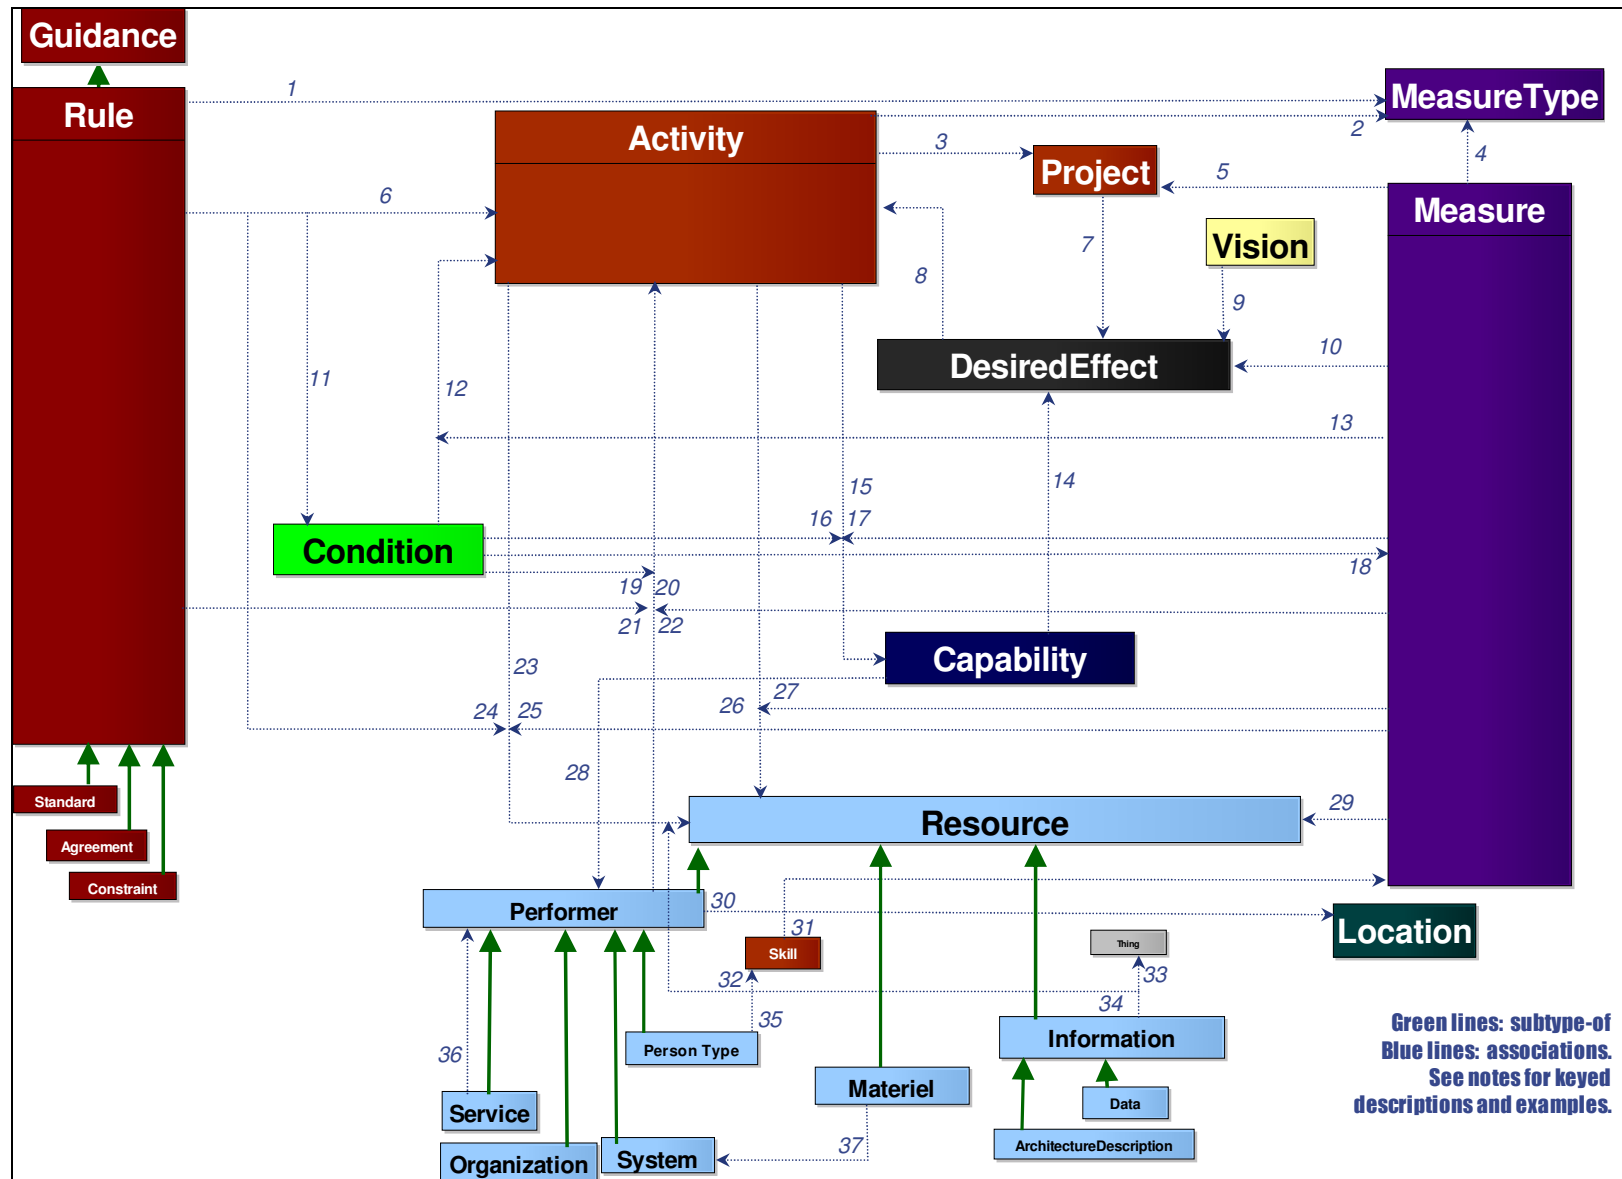 Guidance
1
MeasureType
Rule
2
Activity
3
4
Project
5
6
Measure
7
Vision
8
9
10
DesiredEffect
11
12
13
14
15
16
17
Condition
18
19
20
21
22
Capability
23
24
25
26
27
28
Standard
29
Resource
Agreement
Constraint
30
Performer
31
Location
Skill
Thing
32
33
34
35
Green lines: subtype-of
Blue lines: associations.
See notes for keyed
descriptions and examples.
36
Person Type
Information
Materiel
Service
Data
37
ArchitectureDescription
Organization
System